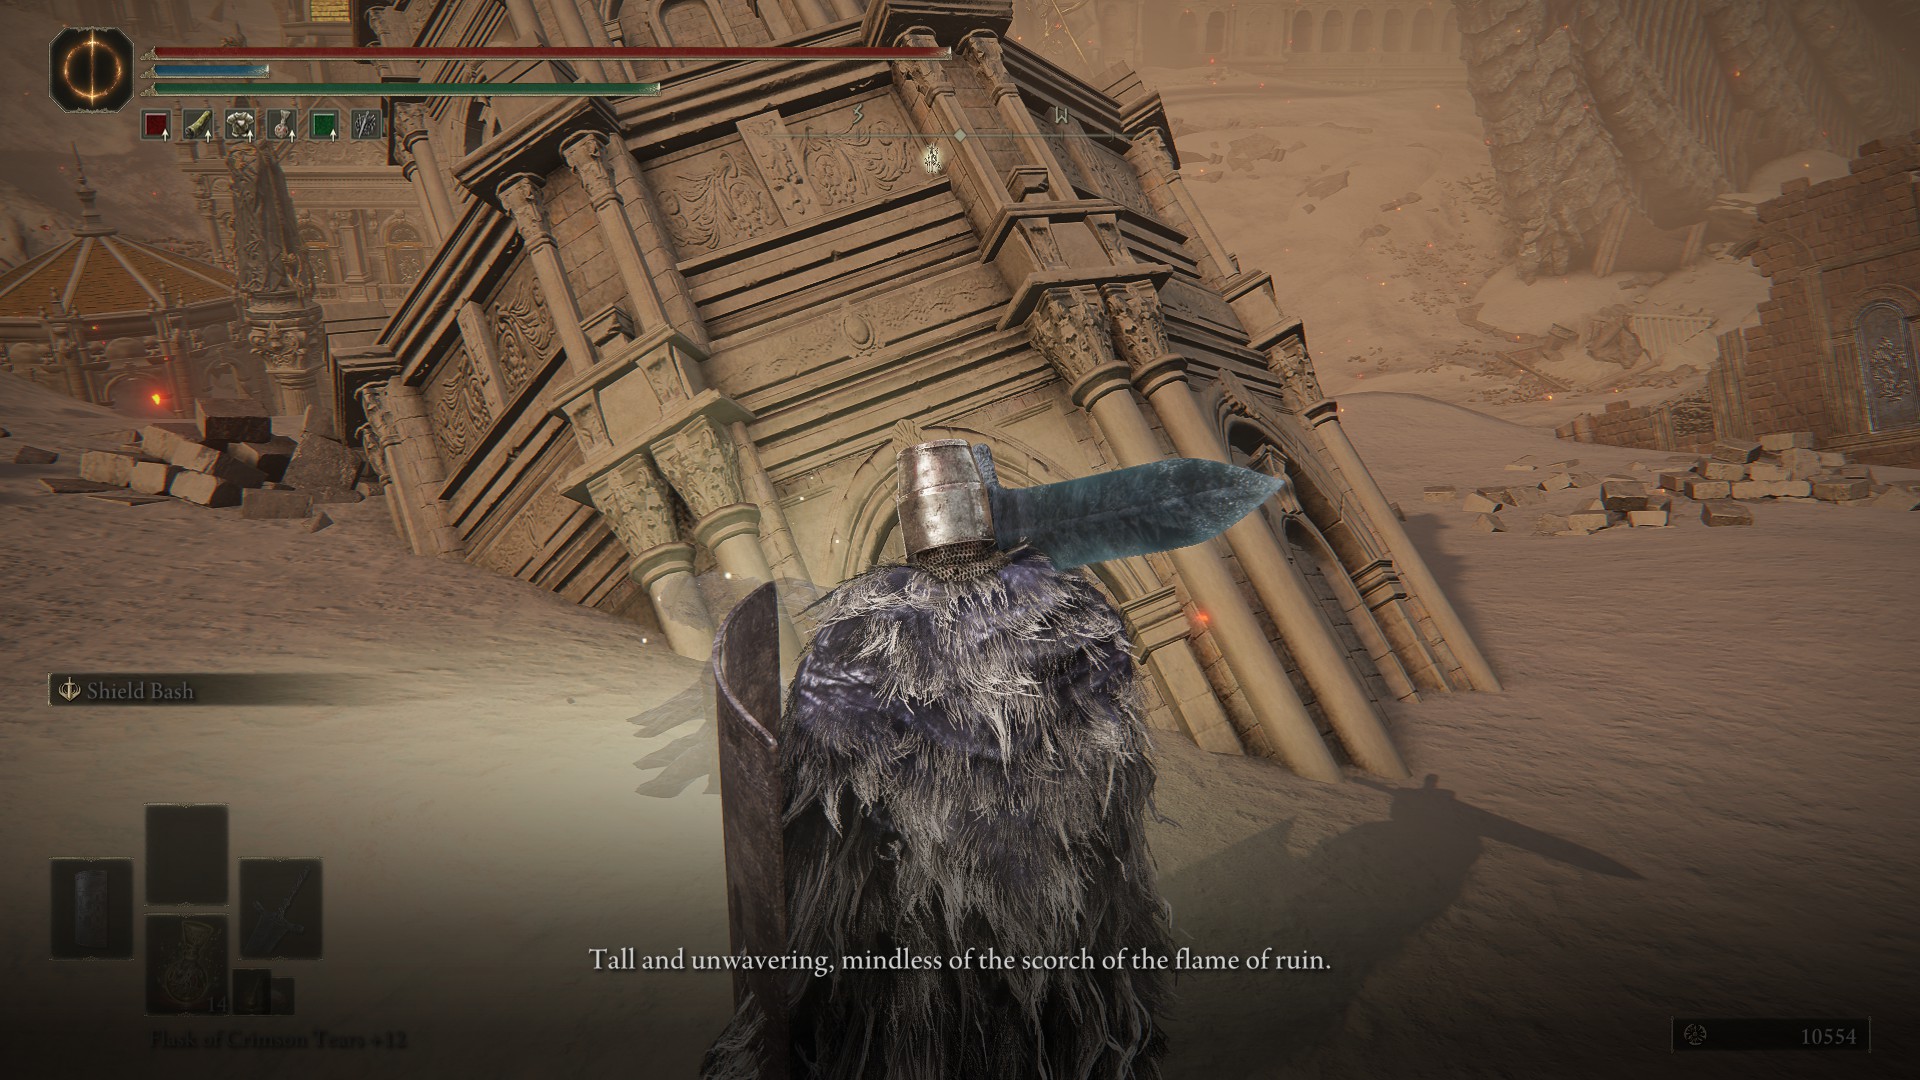 S
W
Shield Bash
Tall and unwavering, mindless of the scorch of the flame of ruin.
14
Flask of Crimson Tears +12
10554